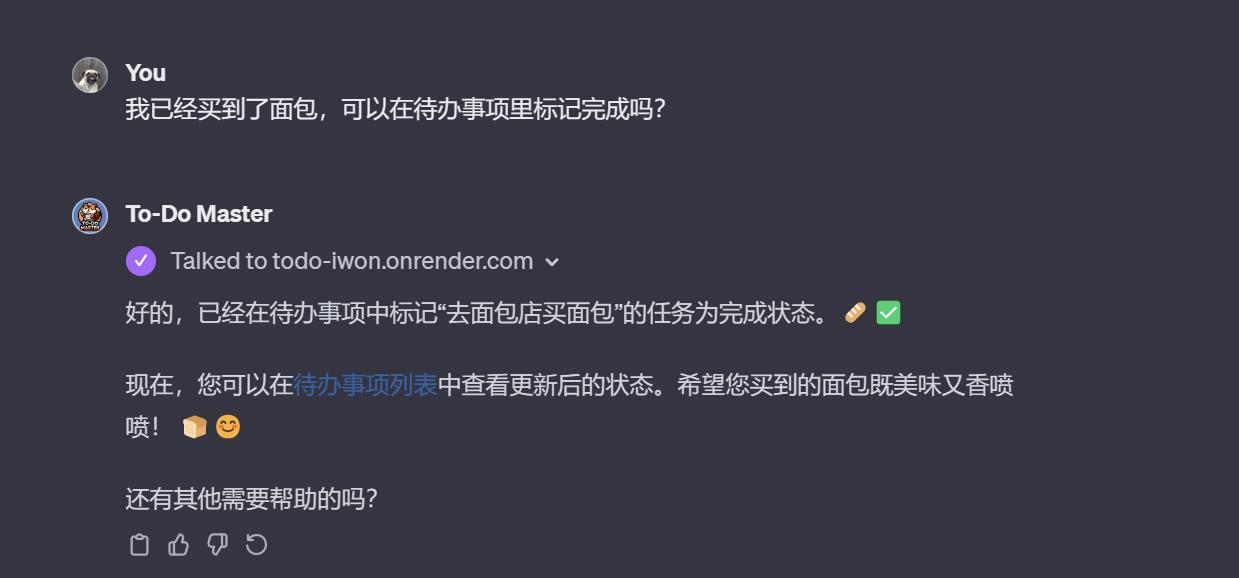 You
我已经买到了面包，可以在待办事项里标记完成吗？
To-Do Master
Talked to todo-iwon.onrender.com
好的，已经在待办事项中标记“去面包店买面包”的任务为完成状态。🥖 ✅
现在，您可以在待办事项列表中查看更新后的状态。希望您买到的面包既美味又香喷
喷！ 🍞 😊
还有其他需要帮助的吗？